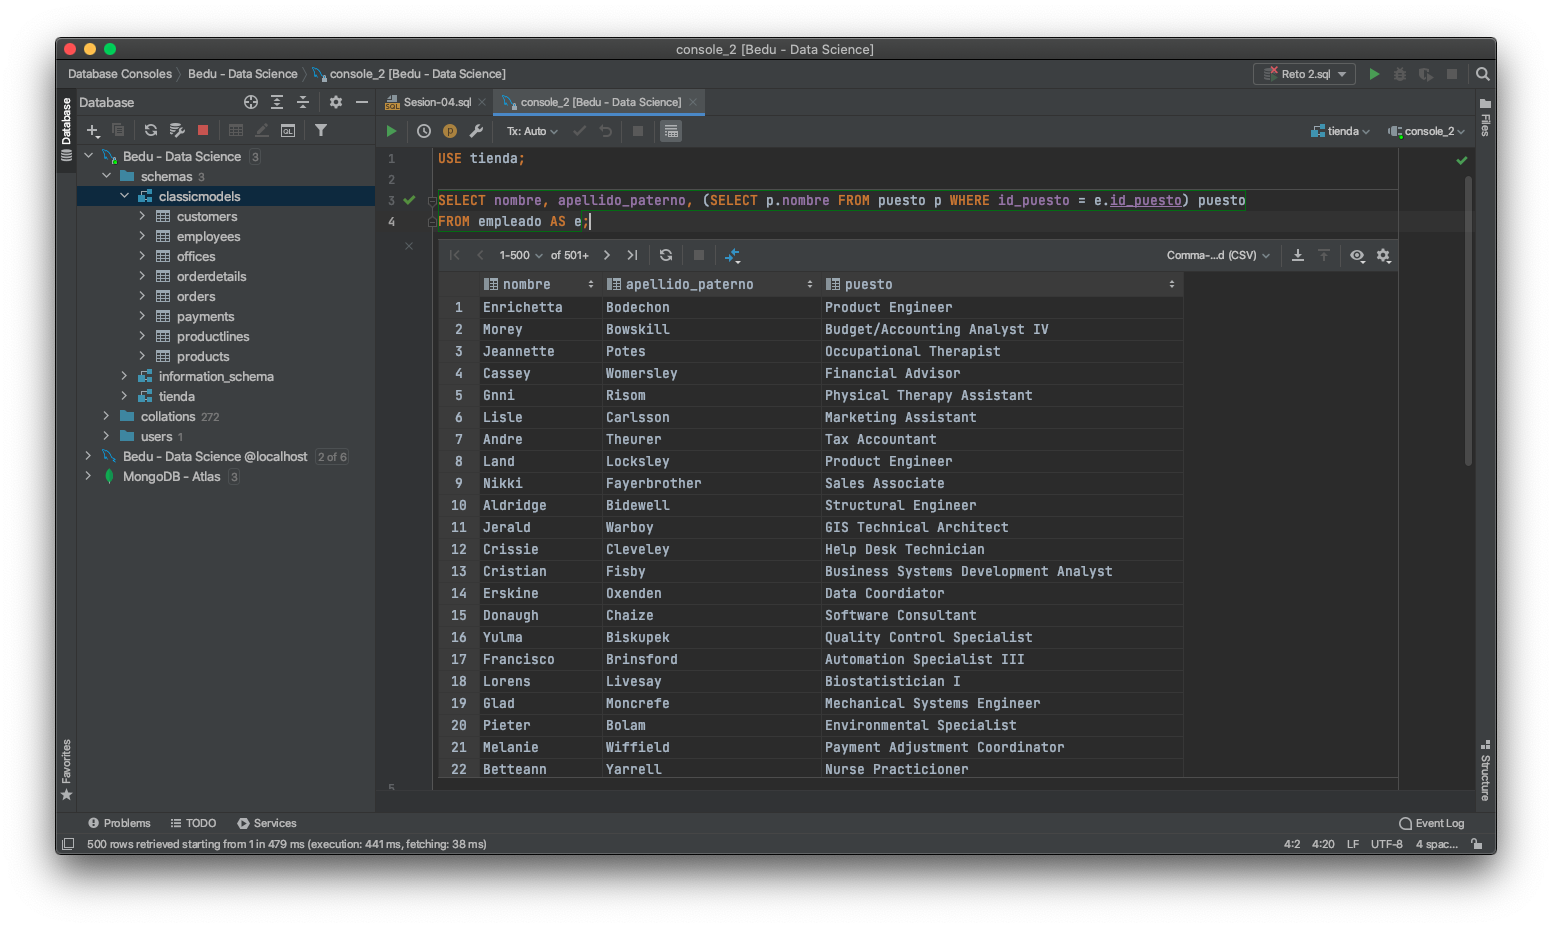 console_2 [Bedu - Data Science]
Database Consoles Bedu - Data Science console_2 [Bedu - Data Science]
Reto 2.sql
Database
Database
Sesion-04.sql
console_2 [Bedu - Data Science]
Files
Tx: Auto
tienda
console_2
Bedu - Data Science 3
schemas 3
classicmodels
customers
employees
offices
orderdetails
orders
payments
productlines
products
information_schema
tienda
collations 272
users 1
Bedu - Data Science @localhost 2 of 6
MongoDB - Atlas 3
1 USE tienda;
2
3 SELECT nombre, apellido_paterno, (SELECT p.nombre FROM puesto p WHERE id_puesto = e.id_puesto) puesto
4 FROM empleado AS e;
1-500 of 501+
Comma-...d (CSV)
nombre apellido_paterno puesto
1 Enrichetta Bodechon Product Engineer
2 Morey Bowskill Budget/Accounting Analyst IV
3 Jeannette Potes Occupational Therapist
4 Cassey Womersley Financial Advisor
5 Gnni Risom Physical Therapy Assistant
6 Lisle Carlsson Marketing Assistant
7 Andre Theurer Tax Accountant
8 Land Locksley Product Engineer
9 Nikki Fayerbrother Sales Associate
10 Aldridge Bidewell Structural Engineer
11 Jerald Warboy GIS Technical Architect
12 Crissie Cleveley Help Desk Technician
13 Cristian Fisby Business Systems Development Analyst
14 Erskine Oxenden Data Coordiator
15 Donaugh Chaize Software Consultant
16 Yulma Biskupek Quality Control Specialist
17 Francisco Brinsford Automation Specialist III
18 Lorens Livesay Biostatistician I
19 Glad Moncrefe Mechanical Systems Engineer
20 Pieter Bolam Environmental Specialist
21 Melanie Wiffield Payment Adjustment Coordinator
22 Betteann Yarrell Nurse Practicioner
5
Favorites
Structure
Problems TODO Services
Event Log
500 rows retrieved starting from 1 in 479 ms (execution: 441 ms, fetching: 38 ms)
4:2 4:20 LF UTF-8 4 spac...